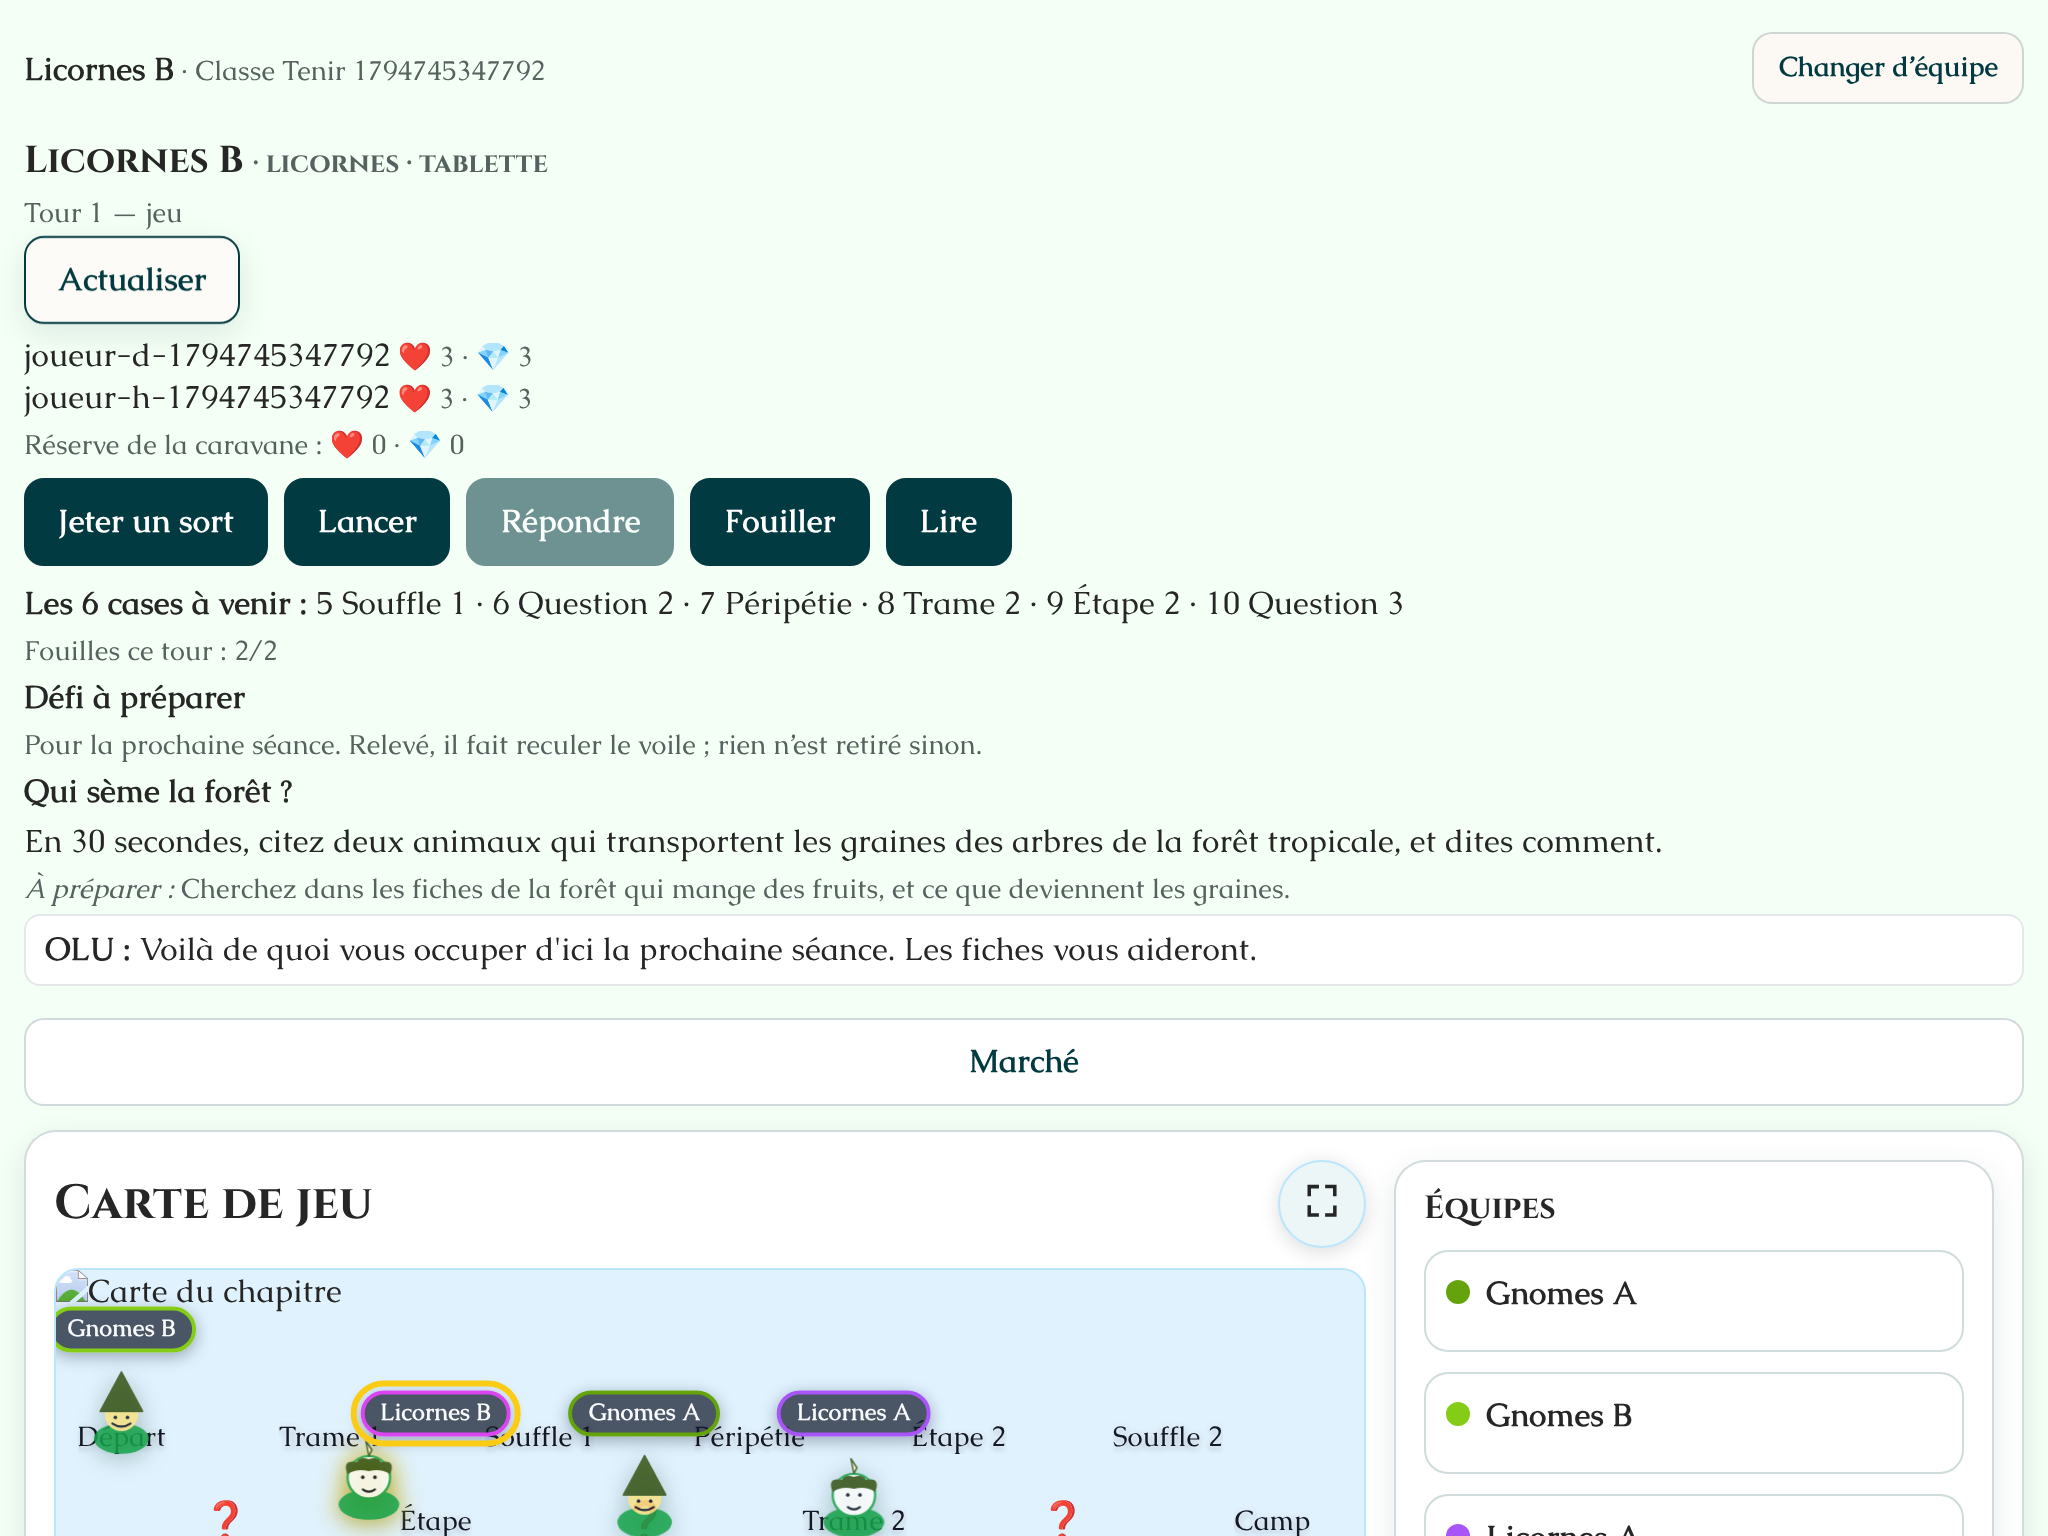 Licornes B · Classe Tenir 1794745347792
Changer d’équipe
Licornes B · licornes · tablette
Tour 1 — jeu
Actualiser
joueur-d-1794745347792 ❤️ 3 · 💎 3
joueur-h-1794745347792 ❤️ 3 · 💎 3
Réserve de la caravane : ❤️ 0 · 💎 0
Jeter un sort
Lancer
Répondre
Fouiller
Lire
Les 6 cases à venir : 5 Souffle 1 · 6 Question 2 · 7 Péripétie · 8 Trame 2 · 9 Étape 2 · 10 Question 3
Fouilles ce tour : 2/2
Défi à préparer
Pour la prochaine séance. Relevé, il fait reculer le voile ; rien n’est retiré sinon.
Qui sème la forêt ?
En 30 secondes, citez deux animaux qui transportent les graines des arbres de la forêt tropicale, et dites comment.
À préparer : Cherchez dans les fiches de la forêt qui mange des fruits, et ce que deviennent les graines.
OLU : Voilà de quoi vous occuper d'ici la prochaine séance. Les fiches vous aideront.
Marché
Carte de jeu
Carte du chapitre
Gnomes B
Licornes B
Gnomes A
Licornes A
Départ
Trame 1
Souffle 1
Péripétie
Étape 2
Souffle 2
❓
Étape
Trame 2
❓
Camp
Équipes
Gnomes A
Gnomes B
Licornes A